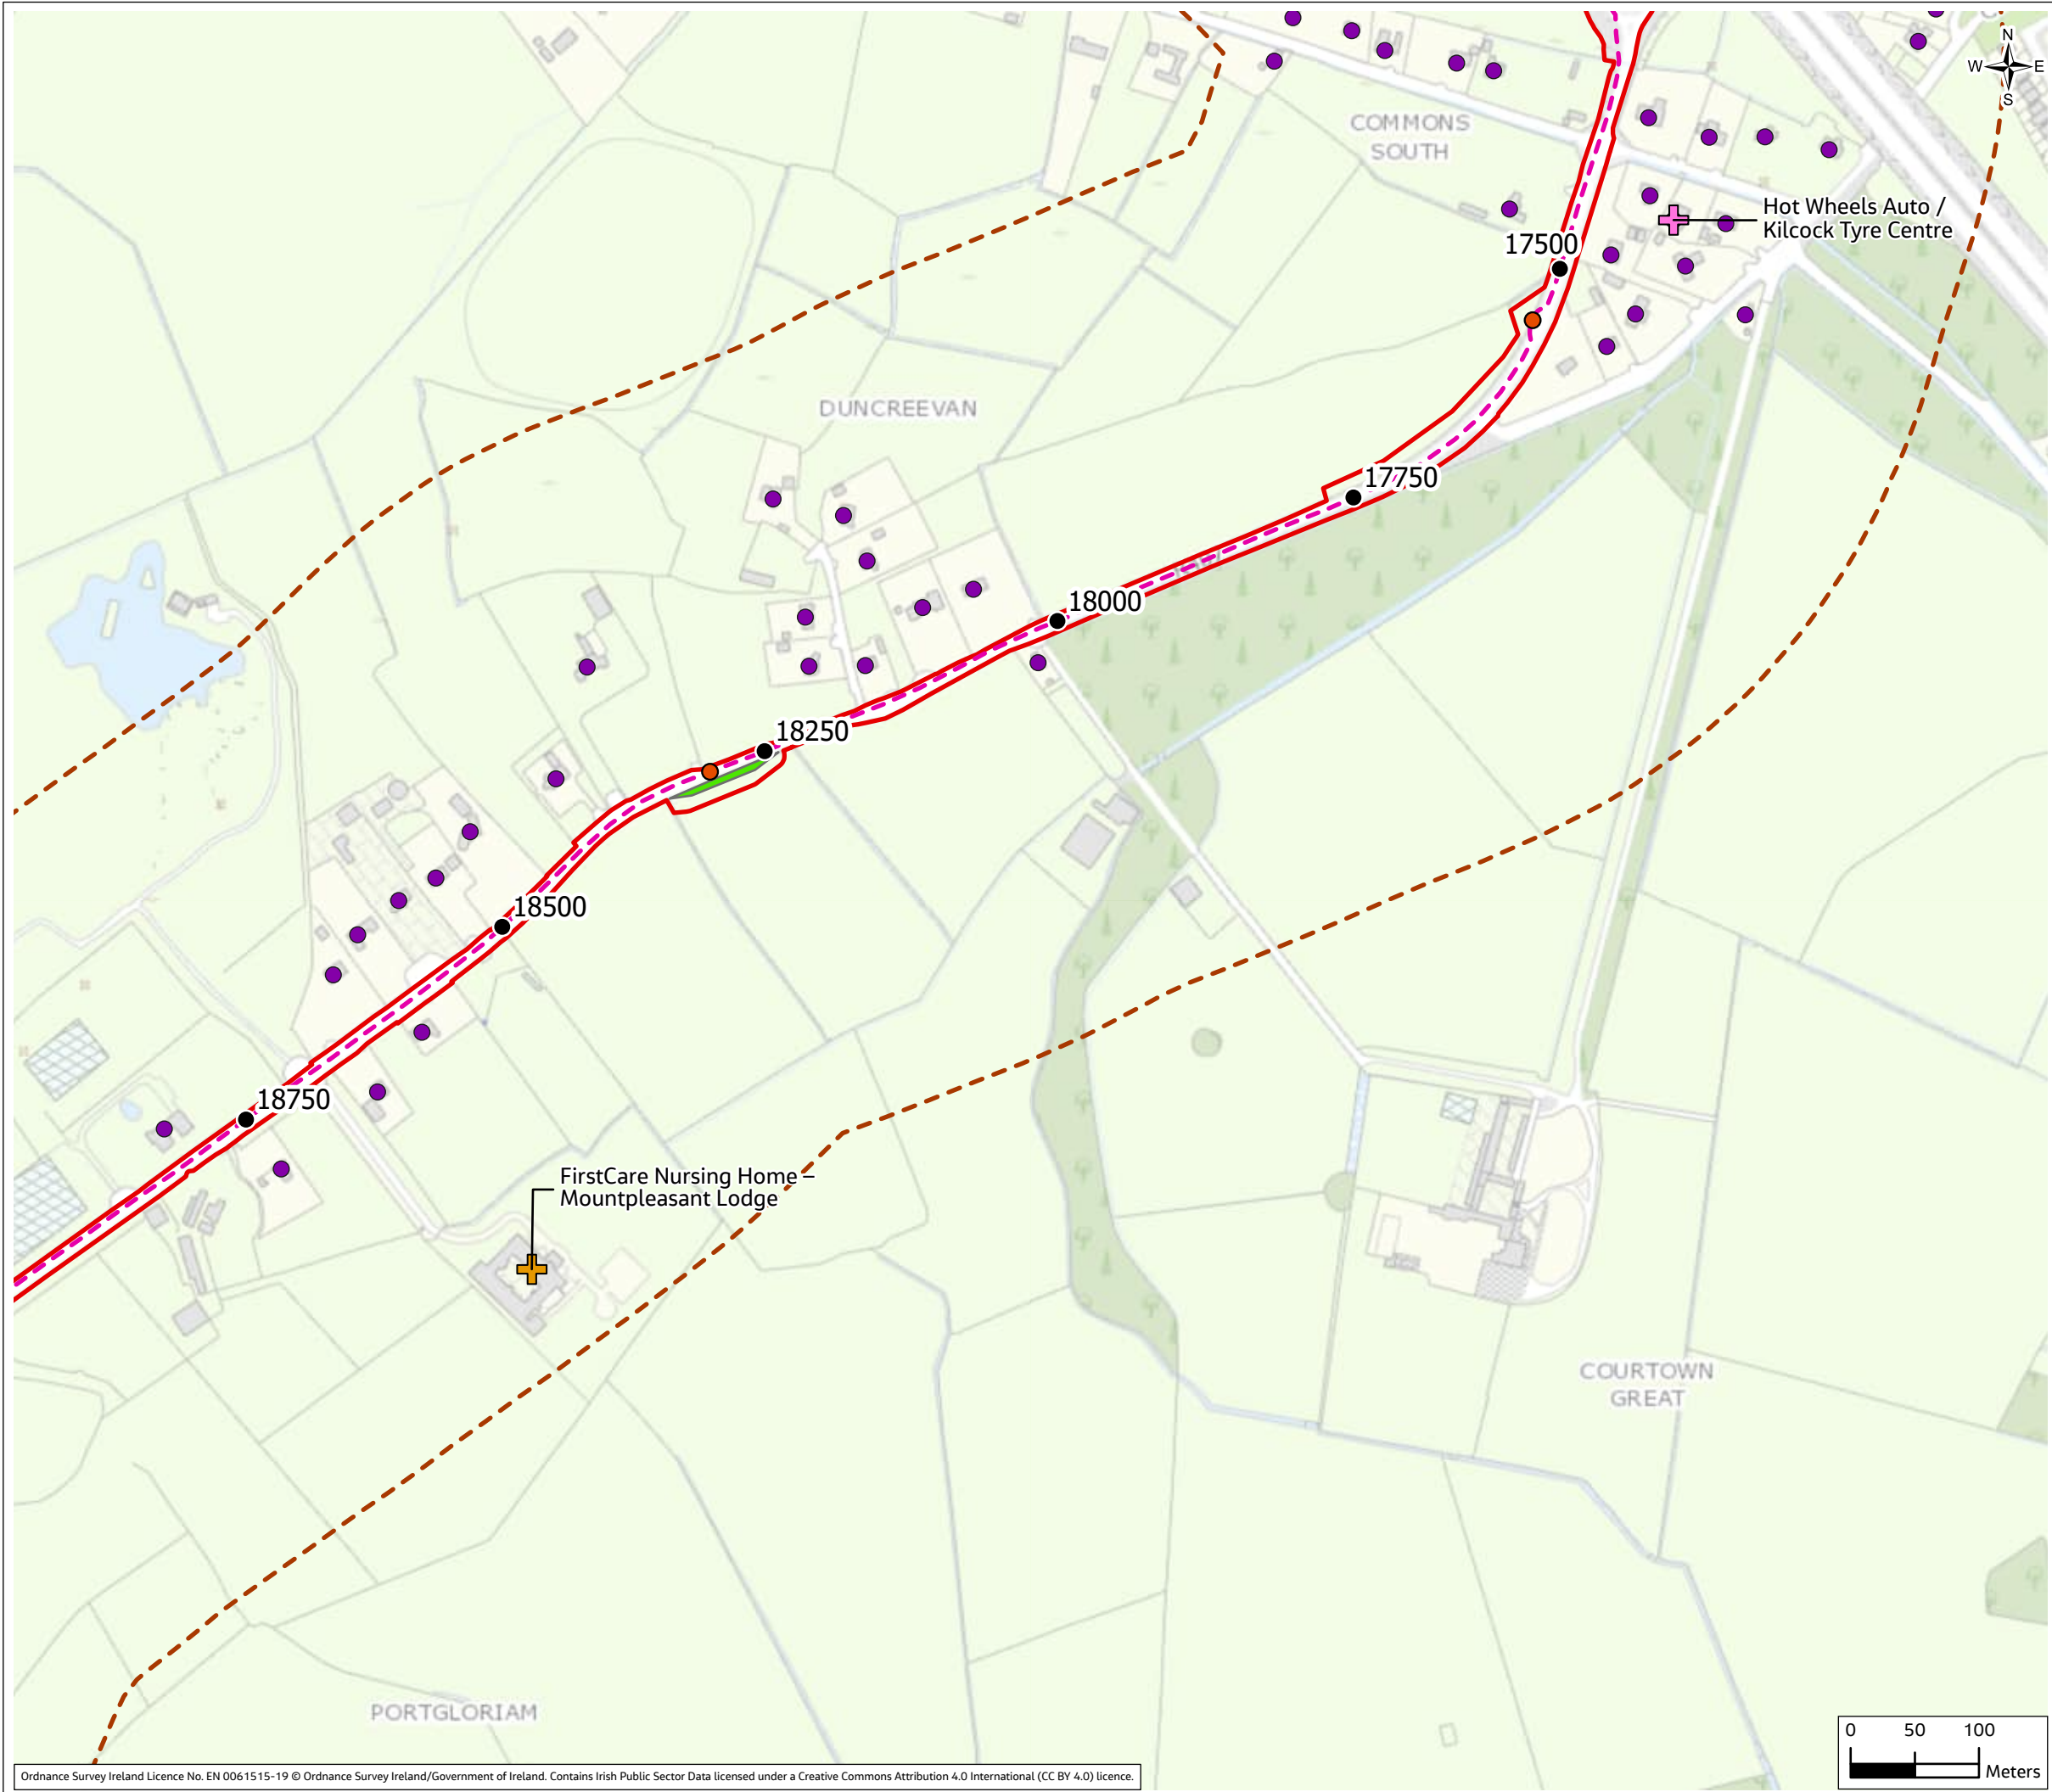 N
W E
S
COMMONS
SOUTH
Hot Wheels Auto /
Kilcock Tyre Centre
17500
DUNCREEVAN
17750
18000
18250
18500
18750
FirstCare Nursing Home –
Mountpleasant Lodge
COURTOWN
GREAT
PORTGLORIAM
0 50 100
Meters
Ordnance Survey Ireland Licence No. EN 0061515-19 © Ordnance Survey Ireland/Government of Ireland. Contains Irish Public Sector Data licensed under a Creative Commons Attribution 4.0 International (CC BY 4.0) licence.